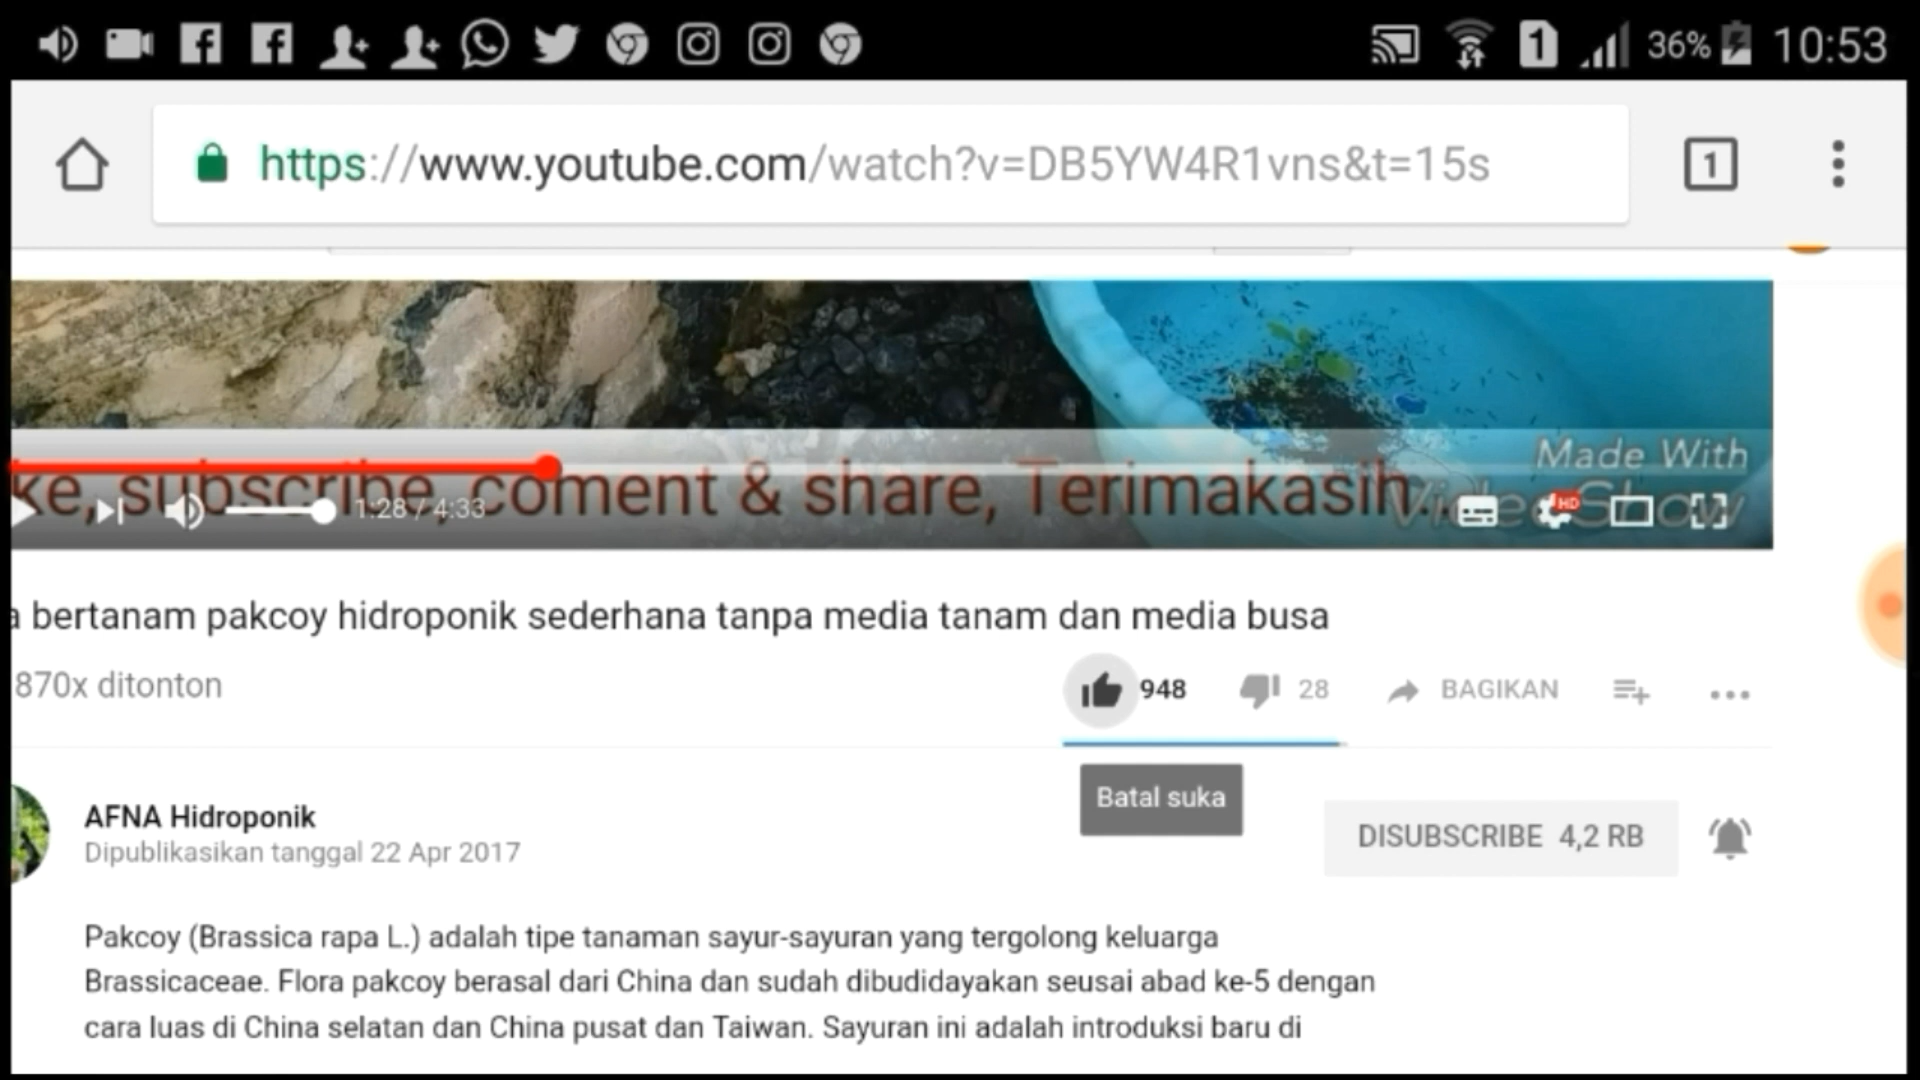 1 36% 10:53
https://www.youtube.com/watch?v=DB5YW4R1vns&t=15s 1
Made With
ke, subscribe, coment & share, Terimakasih..
VideoShow
1:28 / 4:33 HD
a bertanam pakcoy hidroponik sederhana tanpa media tanam dan media busa
870x ditonton 948 28 BAGIKAN
Batal suka
AFNA Hidroponik
Dipublikasikan tanggal 22 Apr 2017
DISUBSCRIBE 4,2 RB
Pakcoy (Brassica rapa L.) adalah tipe tanaman sayur-sayuran yang tergolong keluarga
Brassicaceae. Flora pakcoy berasal dari China dan sudah dibudidayakan seusai abad ke-5 dengan
cara luas di China selatan dan China pusat dan Taiwan. Sayuran ini adalah introduksi baru di